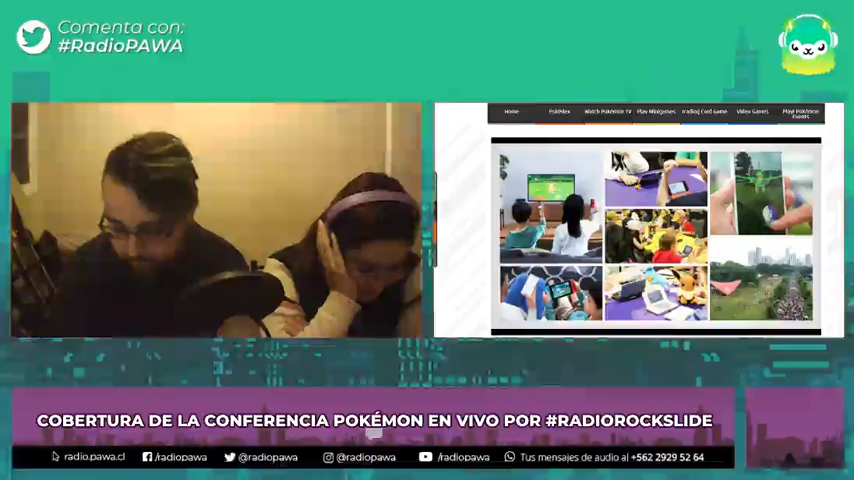 Comenta con:
#RadioPAWA
Home Pokédex Watch Pokémon TV Play Minigames Trading Card Game Video Games Play! Pokémon Events
COBERTURA DE LA CONFERENCIA POKÉMON EN VIVO POR #RADIOROCKSLIDE
radio.pawa.cl /radiopawa @radiopawa @radiopawa /radiopawa Tus mensajes de audio al +562 2929 52 64